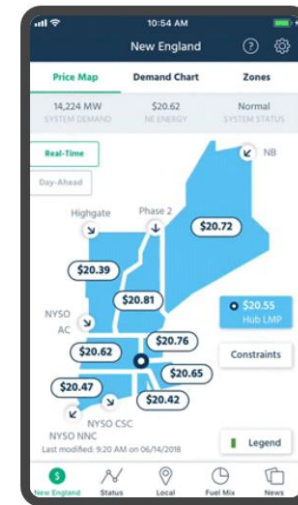 10:54 AM
New England
?
Price Map Demand Chart Zones
14,224 MW $20.62 Normal
SYSTEM DEMAND NE ENERGY SYSTEM STATUS
Real-Time
NB
Day-Ahead
Highgate Phase 2
$20.72
$20.39
$20.81
$20.55
Hub LMP
NYSO
AC
$20.76
$20.62
Constraints
$20.65
$20.47
$20.42
NYSO CSC
NYSO NNC
Legend
Last modified: 9:20 AM on 06/14/2018
$
New England Status Local Fuel Mix News